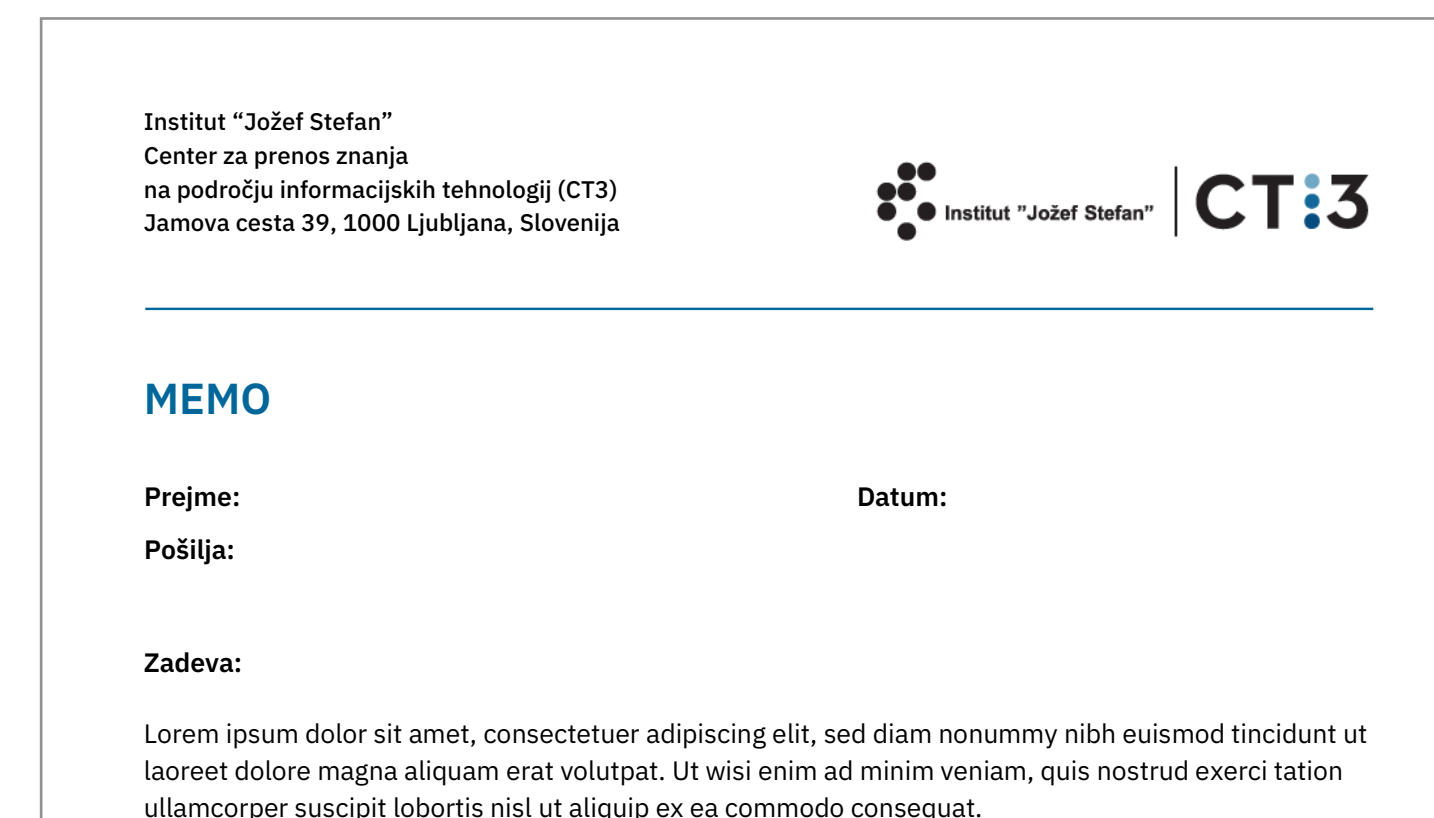 Institut “Jožef Stefan”
Center za prenos znanja
na področju informacijskih tehnologij (CT3)
Jamova cesta 39, 1000 Ljubljana, Slovenija
Institut "Jožef Stefan"
CT3
MEMO
Prejme:
Datum:
Pošilja:
Zadeva:
Lorem ipsum dolor sit amet, consectetuer adipiscing elit, sed diam nonummy nibh euismod tincidunt ut
laoreet dolore magna aliquam erat volutpat. Ut wisi enim ad minim veniam, quis nostrud exerci tation
ullamcorper suscipit lobortis nisl ut aliquip ex ea commodo consequat.